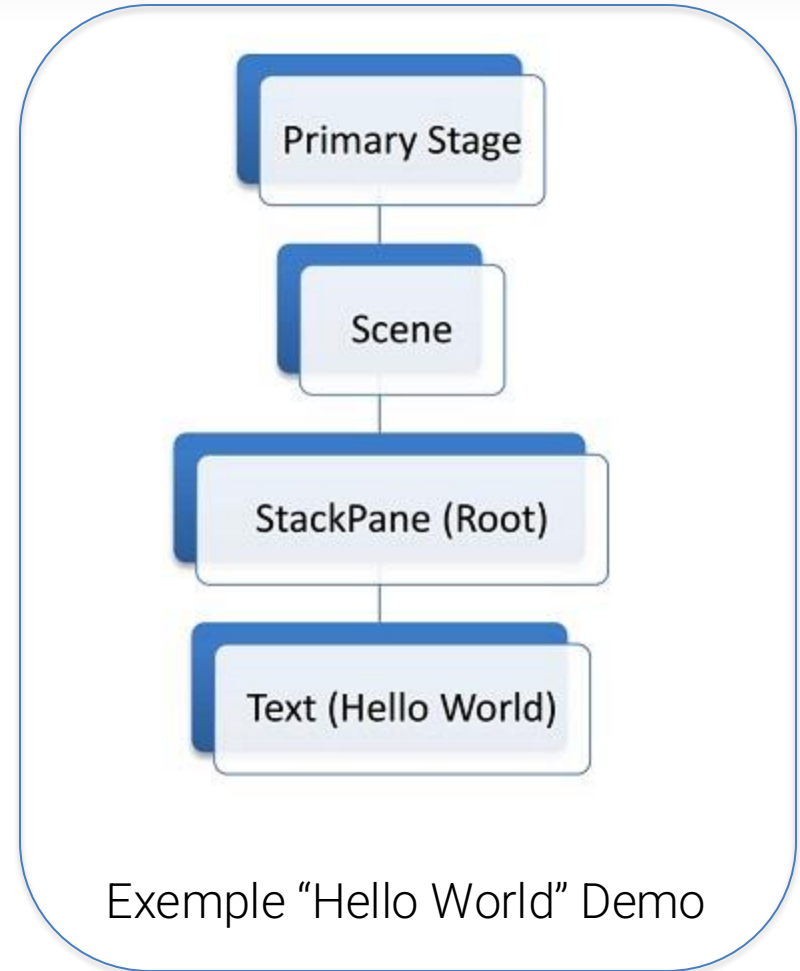 Primary Stage
Scene
StackPane (Root)
Text (Hello World)
Exemple “Hello World” Demo